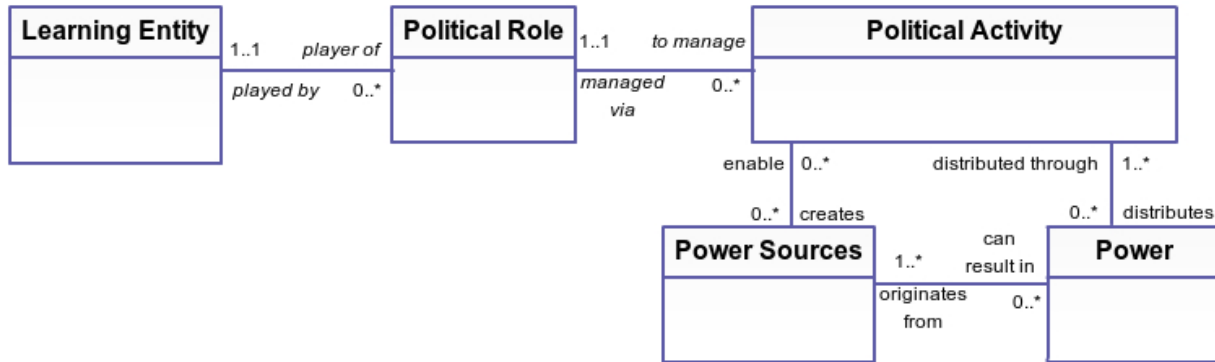 Learning Entity
Political Role
Political Activity
1..1 player of
played by 0..*
1..1 to manage
managed
via
0..*
enable 0..*
0..* creates
distributed through 1..*
0..* distributes
Power Sources
Power
1..*
can
result in
originates
from
0..*